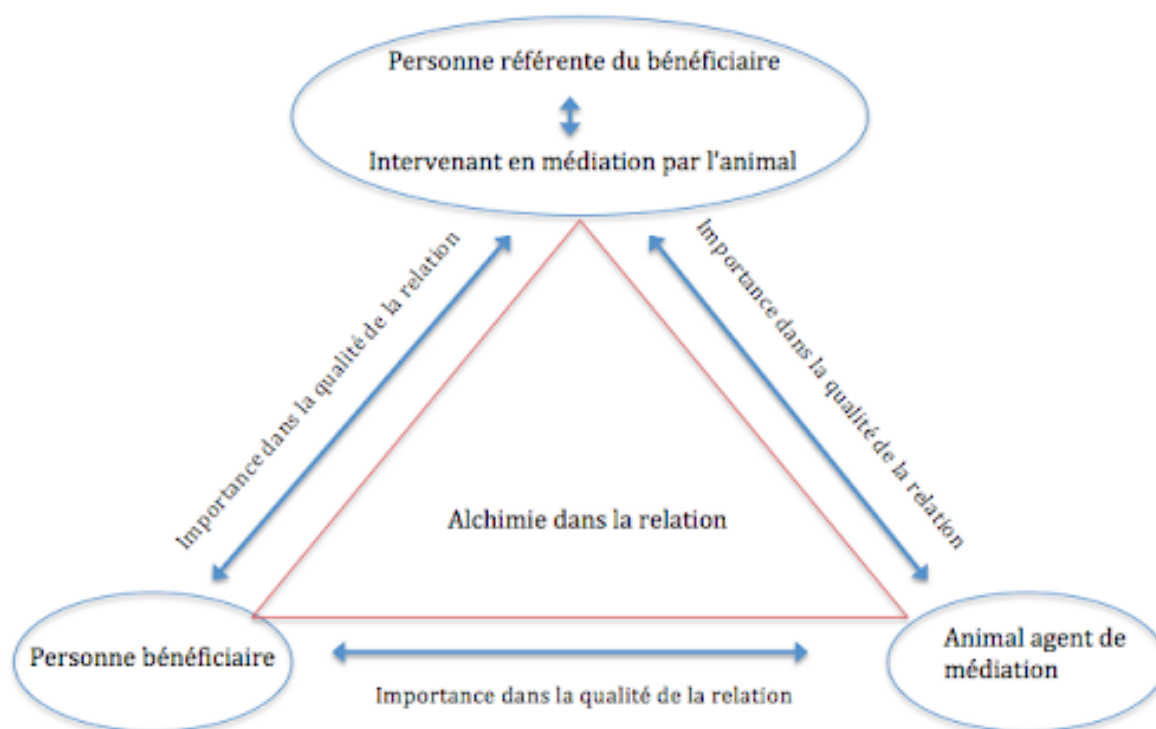 Personne référente du bénéficiaire
Intervenant en médiation par l'animal
Importance dans la qualité de la relation
Importance dans la qualité de la relation
Alchimie dans la relation
Personne bénéficiaire
Animal agent de
médiation
Importance dans la qualité de la relation